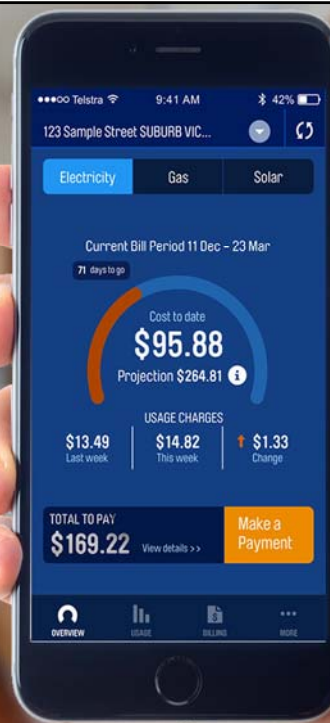 Telstra 9:41 AM 42%
123 Sample Street SUBURB VIC...
Electricity Gas Solar
Current Bill Period 11 Dec - 23 Mar
71 days to go
Cost to date
$95.88
Projection $264.81 i
USAGE CHARGES
$13.49 $14.82 $1.33
Last week This week Change
TOTAL TO PAY
$169.22 View details >>
Make a
Payment
OVERVIEW USAGE BILLING MORE